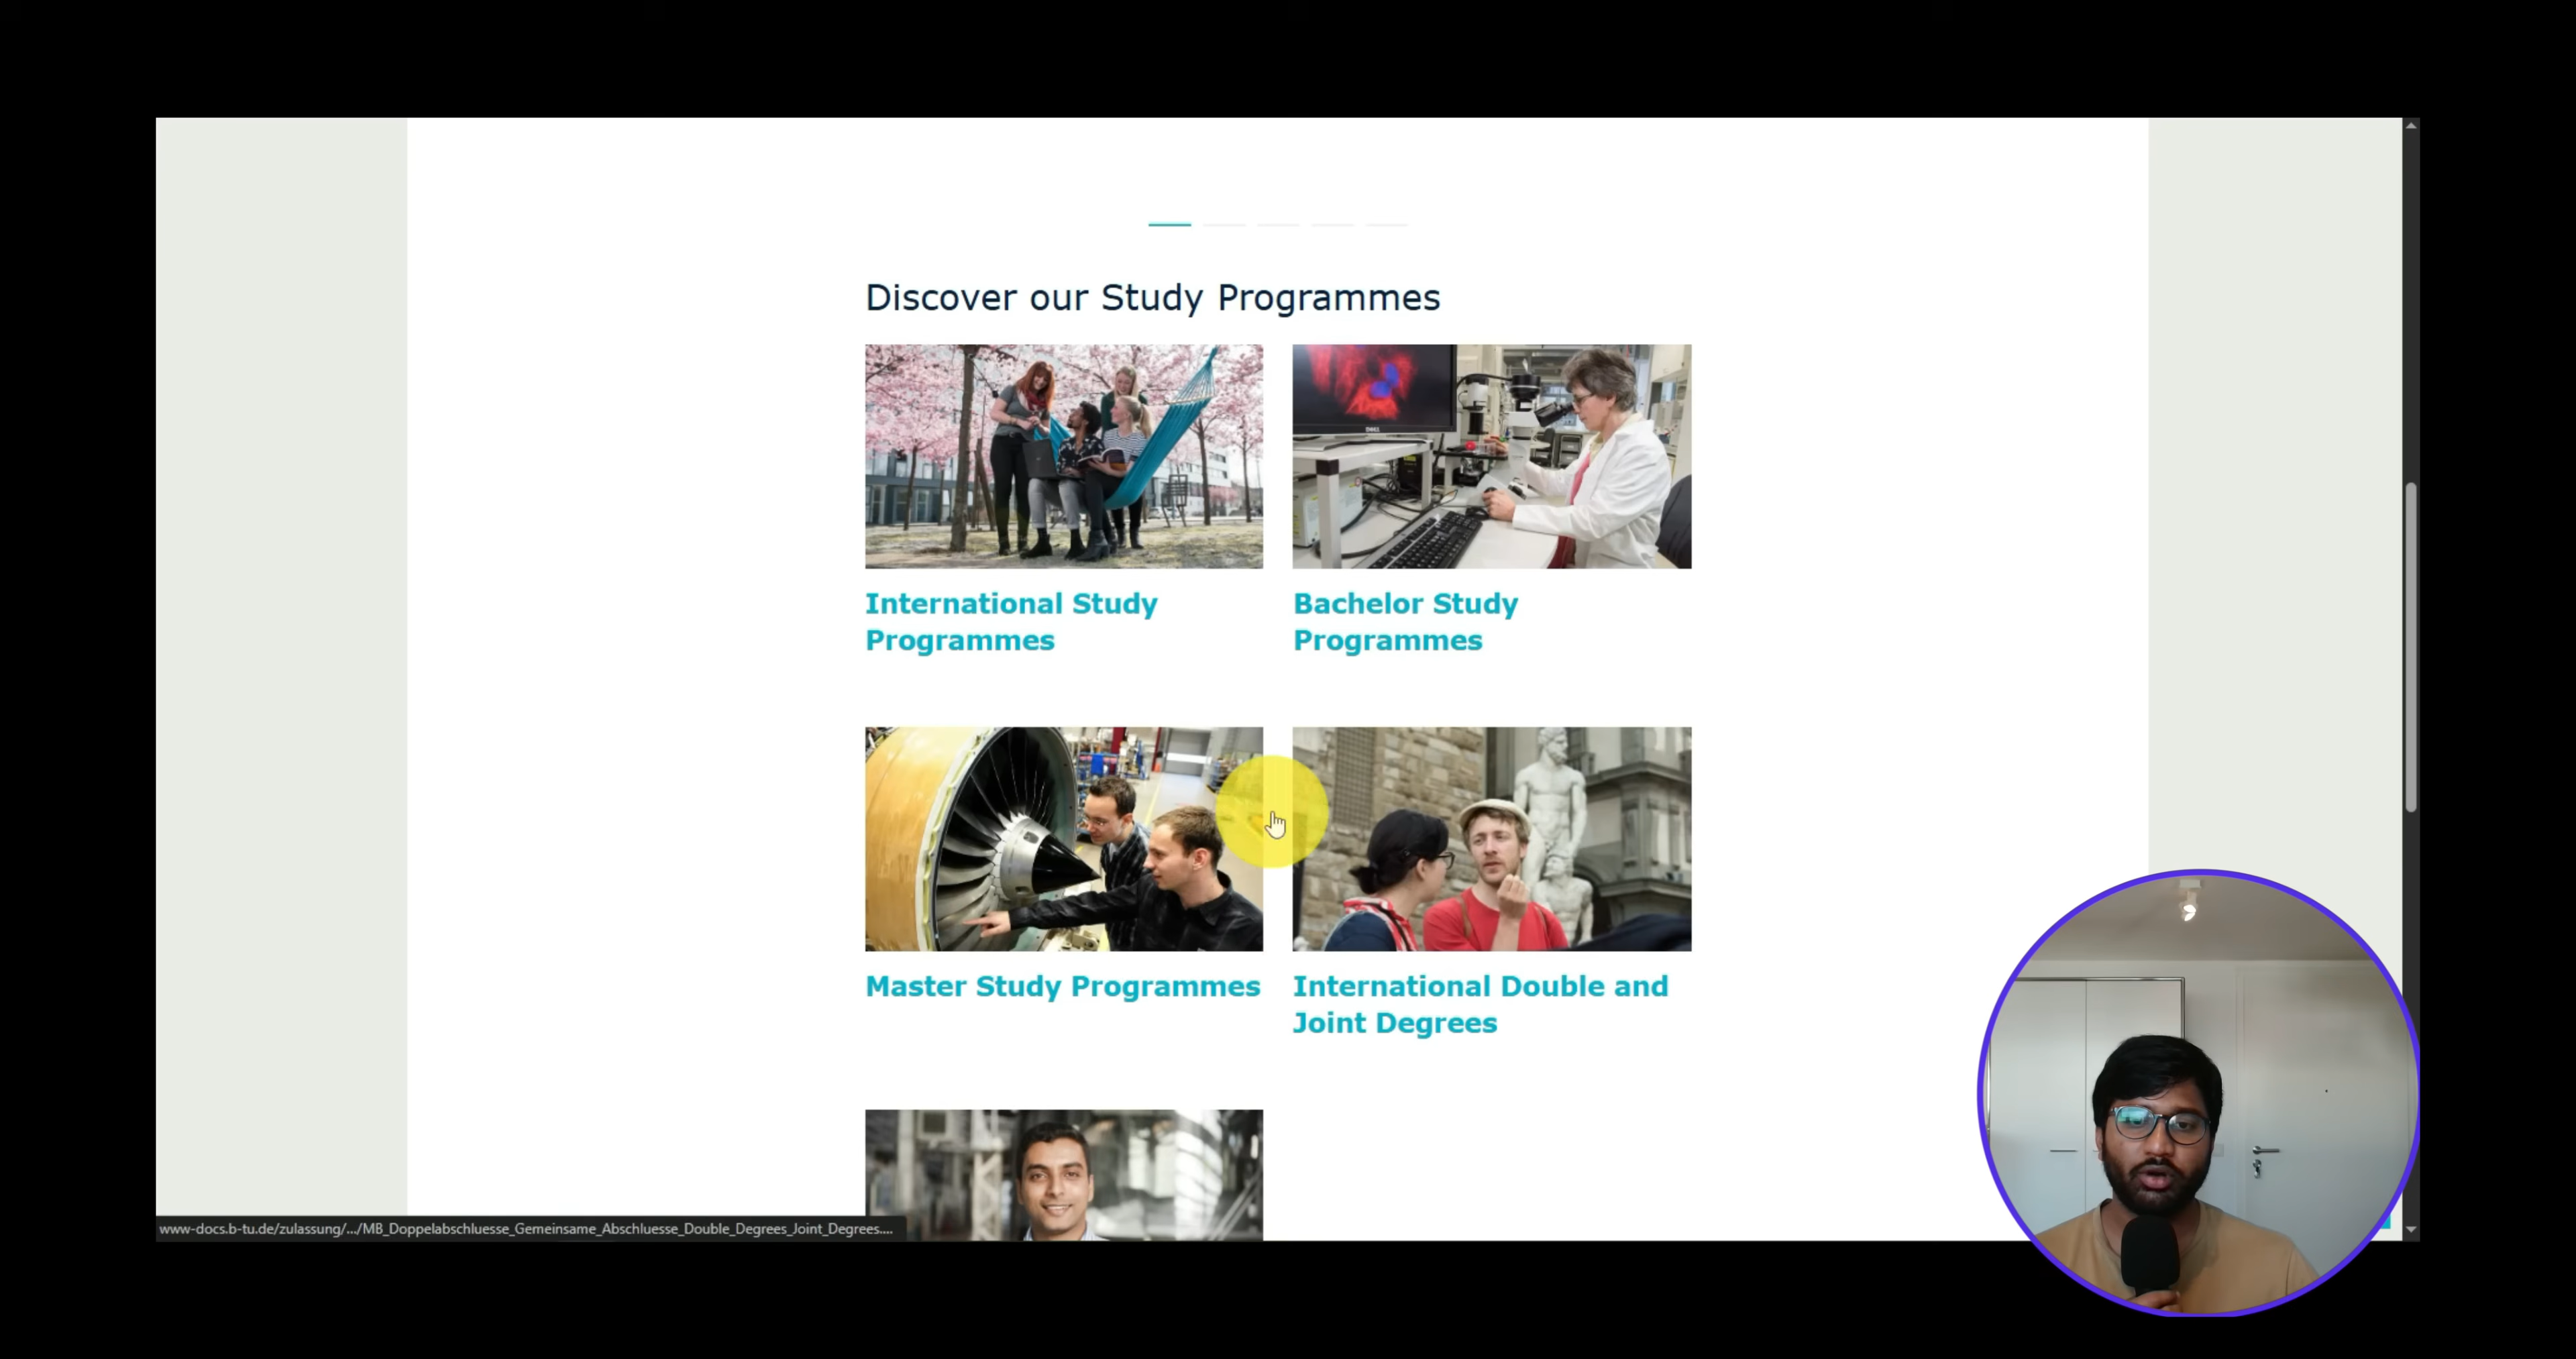 Discover our Study Programmes
International Study
Programmes
Bachelor Study
Programmes
Master Study Programmes
International Double and
Joint Degrees
www-docs.b-tu.de/zulassung/.../MB_Doppelabschluesse_Gemeinsame_Abschluesse_Double_Degrees_Joint_Degrees....